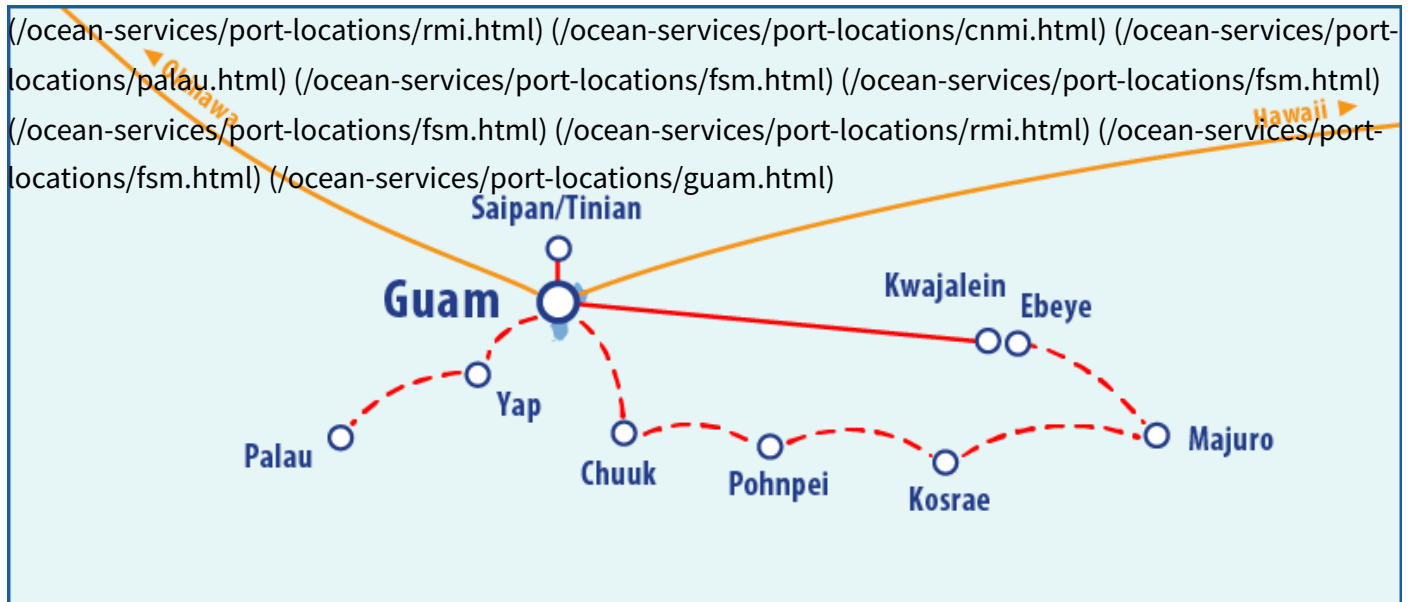 (/ocean-services/port-locations/rmi.html) (/ocean-services/port-locations/cnmi.html) (/ocean-services/port-
locations/palau.html) (/ocean-services/port-locations/fsm.html) (/ocean-services/port-locations/fsm.html)
(/ocean-services/port-locations/fsm.html) (/ocean-services/port-locations/rmi.html) (/ocean-services/port-
locations/fsm.html) (/ocean-services/port-locations/guam.html)
Okinawa
Hawaii
Saipan/Tinian
Guam
Kwajalein
Ebeye
Yap
Palau
Chuuk
Pohnpei
Kosrae
Majuro